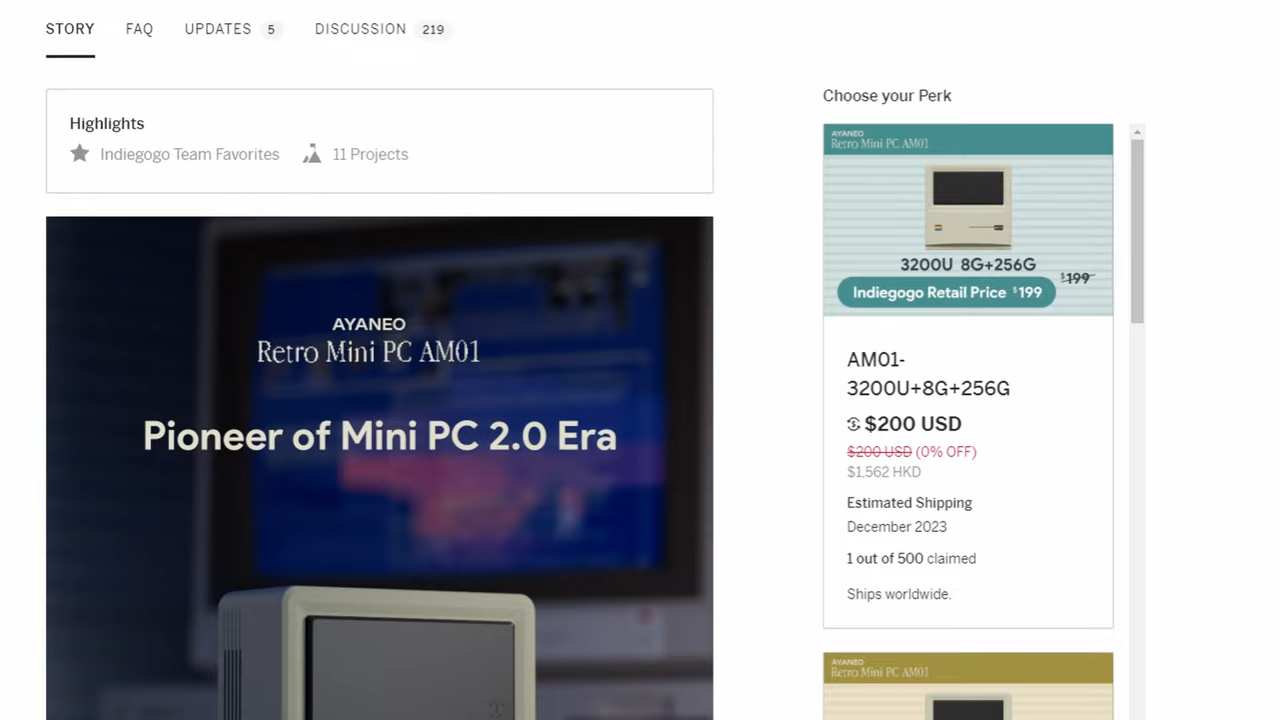 STORY FAQ UPDATES 5 DISCUSSION 219
Highlights
Indiegogo Team Favorites 11 Projects
AYANEO
Retro Mini PC AM01
Pioneer of Mini PC 2.0 Era
Choose your Perk
AYANEO
Retro Mini PC AM01
3200U 8G+256G
$199
Indiegogo Retail Price $199
AM01-
3200U+8G+256G
$200 USD
$200 USD (0% OFF)
$1,562 HKD
Estimated Shipping
December 2023
1 out of 500 claimed
Ships worldwide.
AYANEO
Retro Mini PC AM01